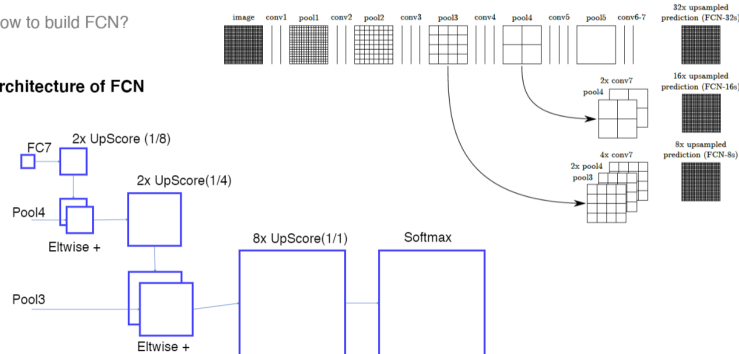 ow to build FCN?
image conv1 pool1 conv2 pool2 conv3 pool3 conv4 pool4 conv5 pool5 conv6-7
32x upsampled
prediction (FCN-32s)
rchitecture of FCN
2x conv7
pool4
16x upsampled
prediction (FCN-16s)
4x conv7
2x pool4
pool3
8x upsampled
prediction (FCN-8s)
FC7
2x UpScore (1/8)
2x UpScore(1/4)
Pool4
Eltwise +
8x UpScore(1/1)
Softmax
Pool3
Eltwise +